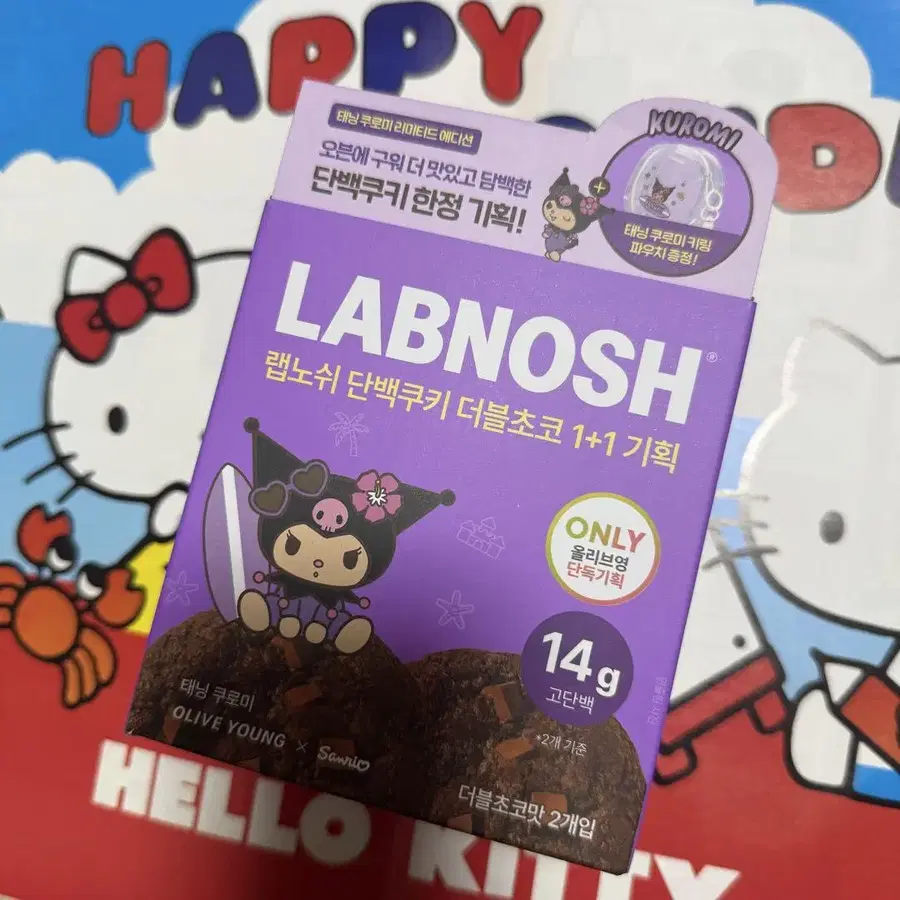 HAPPY
태닝 쿠로미 리미티드 에디션
오븐에 구워 더 맛있고 담백한
단백쿠키 한정 기획!
KUROMI
+
태닝 쿠로미 키링
파우치 증정!
LABNOSH®
랩노쉬 단백쿠키 더블초코 1+1 기획
ONLY
올리브영
단독기획
14g
고단백
*2개 기준
태닝 쿠로미
OLIVE YOUNG × Sanrio
더블초코맛 2개입
HELLO KITTY